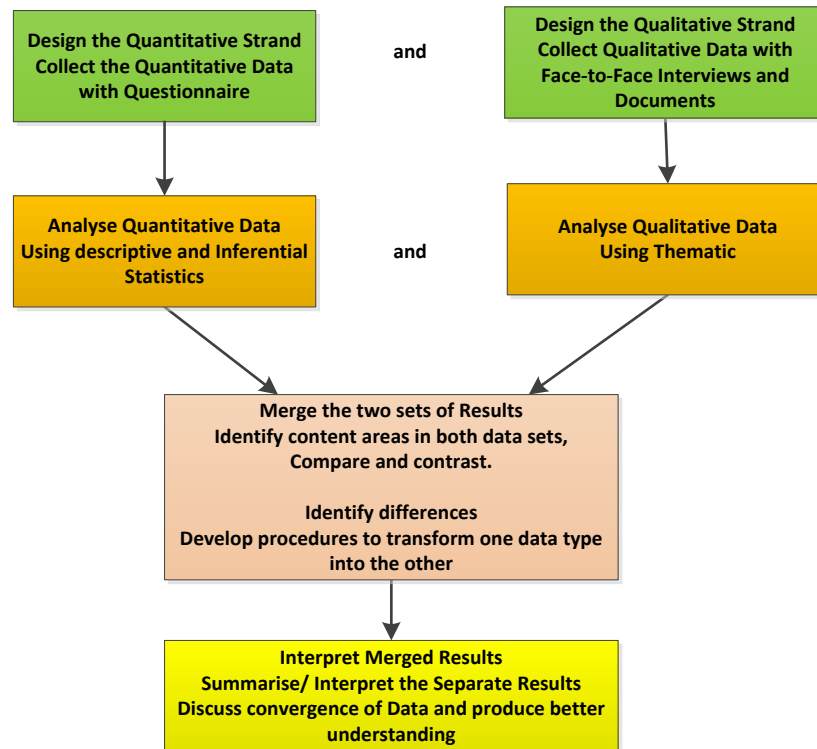 Design the Quantitative Strand
Collect the Quantitative Data
with Questionnaire
and
Design the Qualitative Strand
Collect Qualitative Data with
Face-to-Face Interviews and
Documents
Analyse Quantitative Data
Using descriptive and Inferential
Statistics
and
Analyse Qualitative Data
Using Thematic
Merge the two sets of Results
Identify content areas in both data sets,
Compare and contrast.
Identify differences
Develop procedures to transform one data type
into the other
Interpret Merged Results
Summarise/ Interpret the Separate Results
Discuss convergence of Data and produce better
understanding